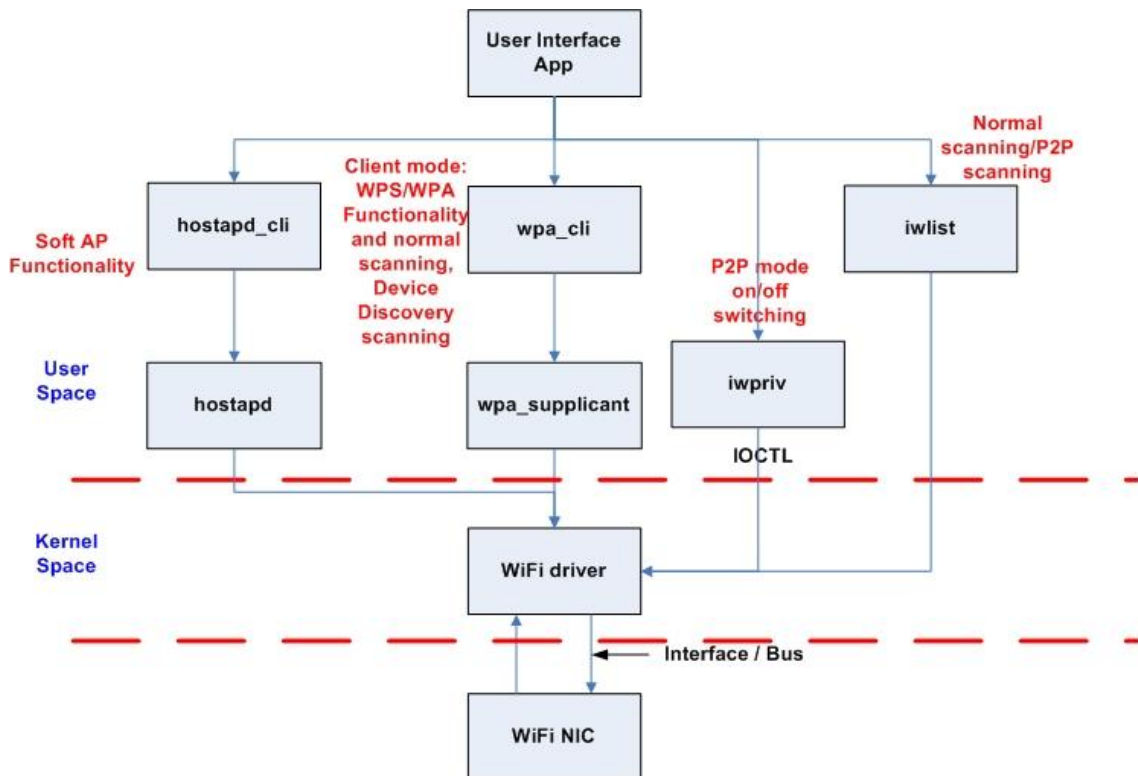 User Interface
App
Normal
scanning/P2P
scanning
Client mode:
WPS/WPA
Functionality
and normal
scanning,
Device
Discovery
scanning
hostapd_cli
wpa_cli
iwlist
Soft AP
Functionality
P2P mode
on/off
switching
User
Space
hostapd
wpa_supplicant
iwpriv
IOCTL
Kernel
Space
WiFi driver
Interface / Bus
WiFi NIC